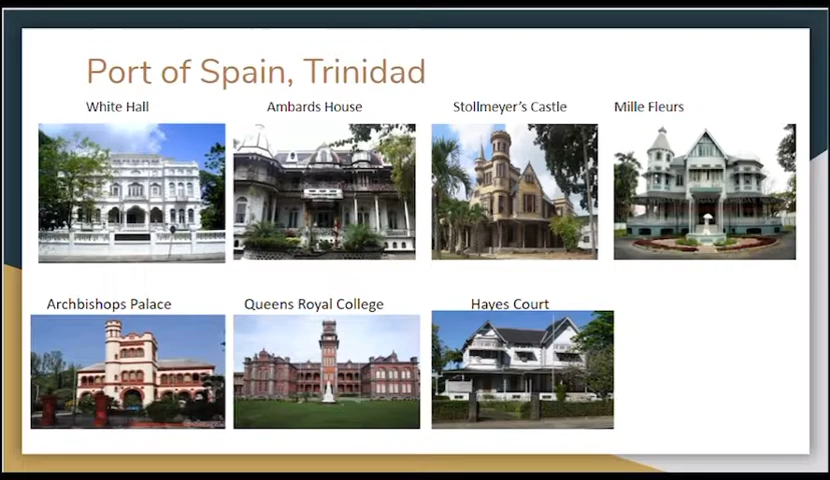 Port of Spain, Trinidad
White Hall
Ambards House
Stollmeyer's Castle
Mille Fleurs
Archbishops Palace
Queens Royal College
Hayes Court